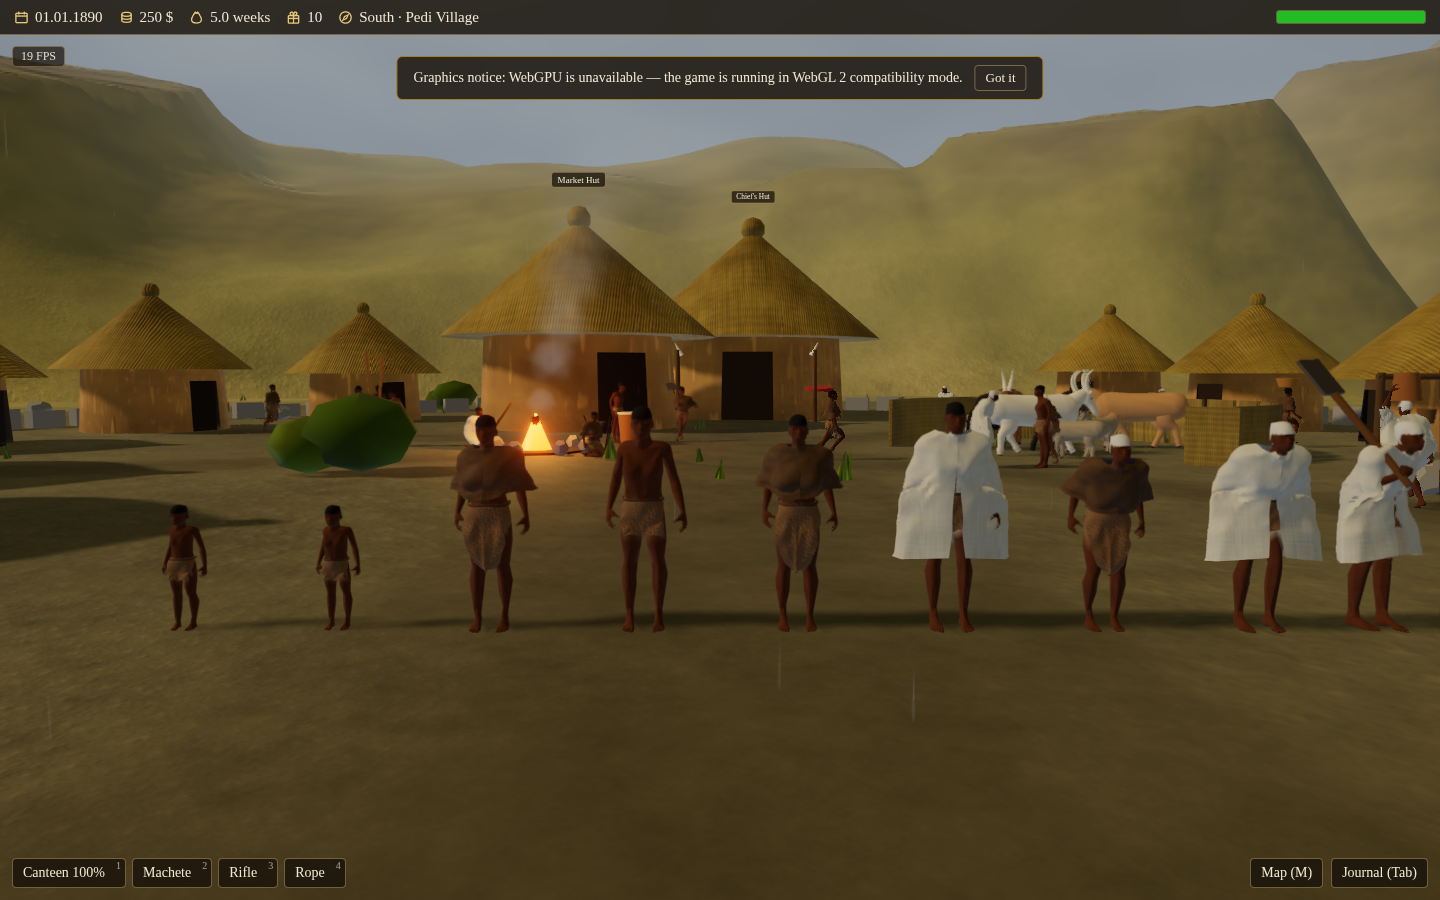 01.01.1890 250 $ 5.0 weeks 10 South · Pedi Village
19 FPS
Graphics notice: WebGPU is unavailable — the game is running in WebGL 2 compatibility mode. Got it
Market Hut
Chief's Hut
Canteen 100% 1 Machete 2 Rifle 3 Rope 4 Map (M) Journal (Tab)